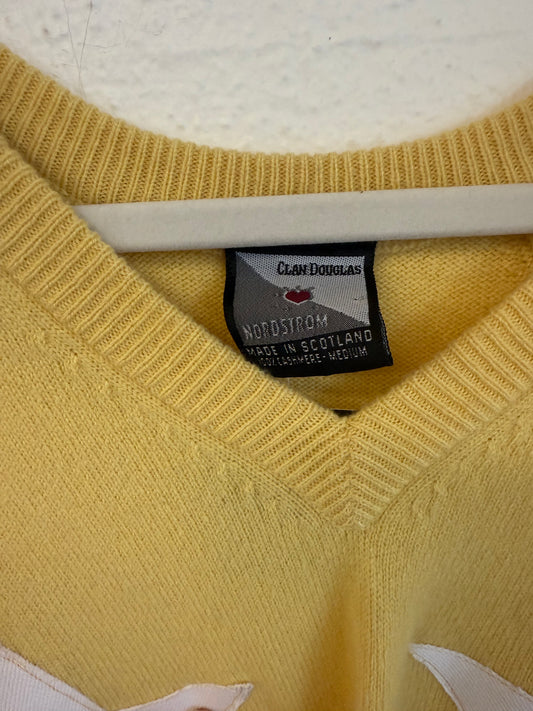 CLAN DOUGLAS
NORDSTROM
MADE IN SCOTLAND
CASHMERE - MEDIUM